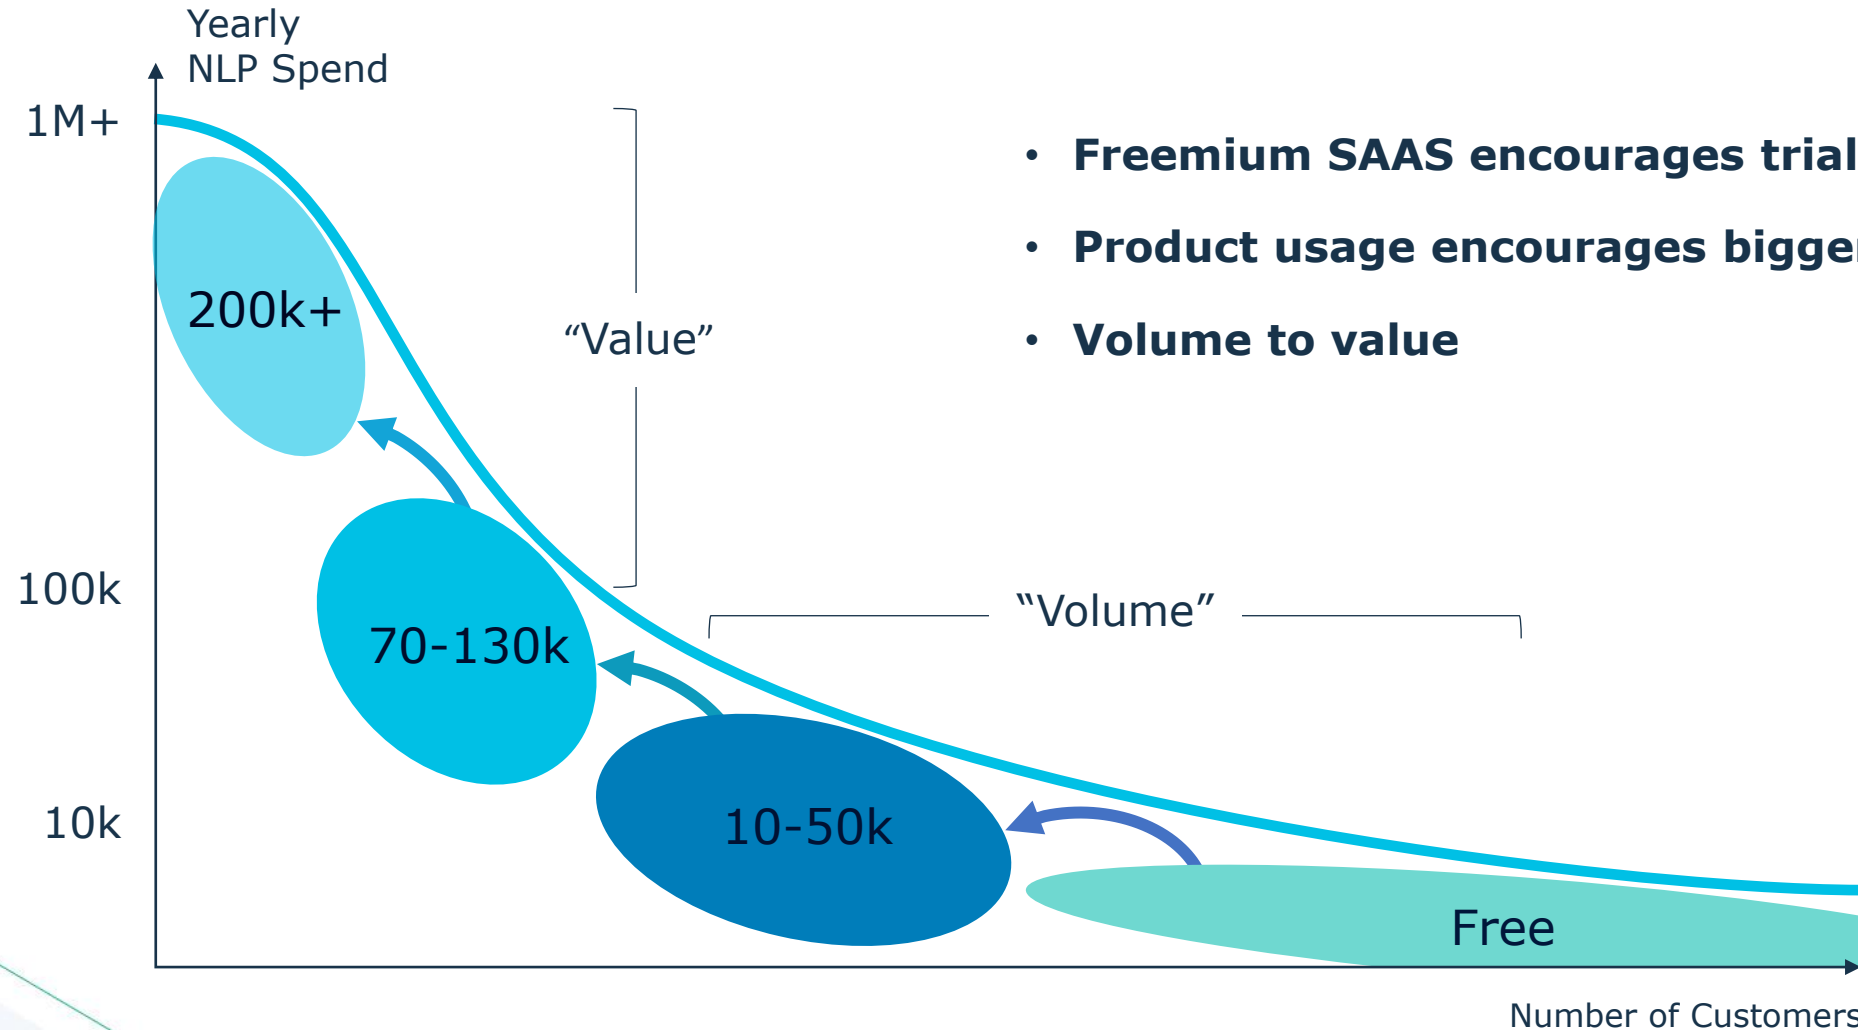 Yearly
NLP Spend
1M+
• Freemium SAAS encourages trial
• Product usage encourages
• Volume to value
200k+
“Value”
100k
“Volume”
70-130k
10k
10-50k
Free
Number of Customers